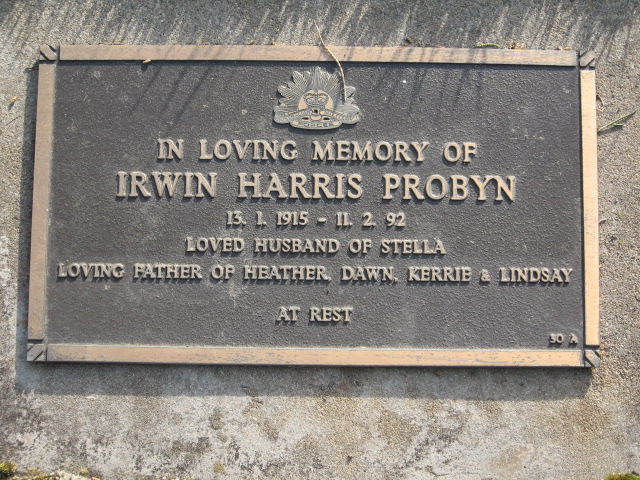 IN LOVING MEMORY OF
IRWIN HARRIS PROBYN
13. 1. 1915 - 11. 2. 92
LOVED HUSBAND OF STELLA
LOVING FATHER OF HEATHER, DAWN, KERRIE & LINDSAY
AT REST
30 A